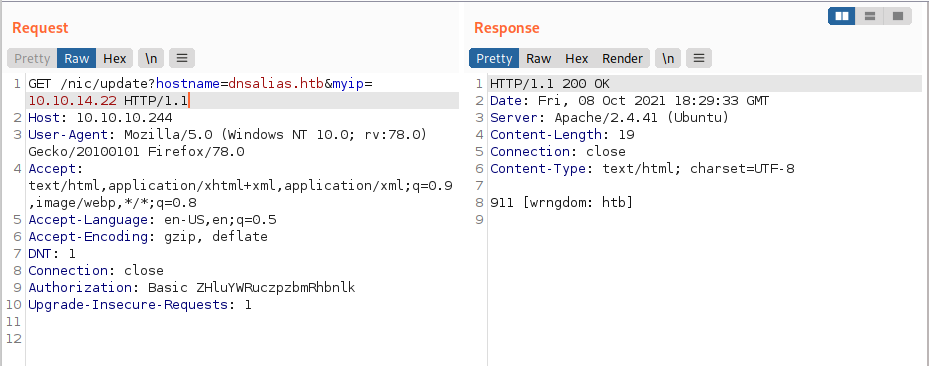 Request
Pretty Raw Hex \n
1 GET /nic/update?hostname=dnsalias.htb&myip=
10.10.14.22 HTTP/1.1
2 Host: 10.10.10.244
3 User-Agent: Mozilla/5.0 (Windows NT 10.0; rv:78.0)
Gecko/20100101 Firefox/78.0
4 Accept:
text/html,application/xhtml+xml,application/xml;q=0.9
,image/webp,*/*;q=0.8
5 Accept-Language: en-US,en;q=0.5
6 Accept-Encoding: gzip, deflate
7 DNT: 1
8 Connection: close
9 Authorization: Basic ZHluYWRuczpzbmRhbnlk
10 Upgrade-Insecure-Requests: 1
11
12
Response
Pretty Raw Hex Render \n
1 HTTP/1.1 200 OK
2 Date: Fri, 08 Oct 2021 18:29:33 GMT
3 Server: Apache/2.4.41 (Ubuntu)
4 Content-Length: 19
5 Connection: close
6 Content-Type: text/html; charset=UTF-8
7
8 911 [wrngdom: htb]
9